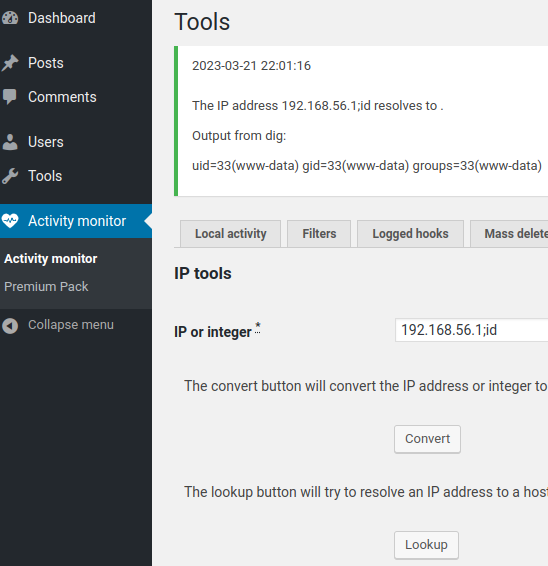 Dashboard
Posts
Comments
Users
Tools
Activity monitor
Activity monitor
Premium Pack
Collapse menu
Tools
2023-03-21 22:01:16
The IP address 192.168.56.1;id resolves to .
Output from dig:
uid=33(www-data) gid=33(www-data) groups=33(www-data)
Local activity
Filters
Logged hooks
Mass delete
IP tools
IP or integer *
192.168.56.1;id
The convert button will convert the IP address or integer to
Convert
The lookup button will try to resolve an IP address to a host
Lookup